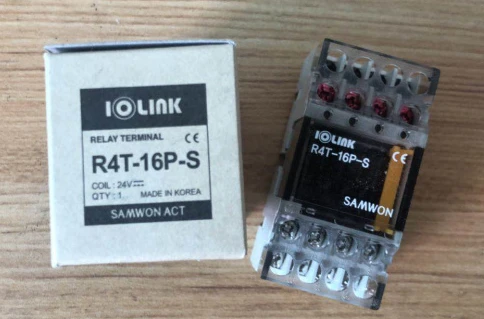 IOLINK
RELAY TERMINAL CE
R4T-16P-S
COIL : 24V
QTY : 1 MADE IN KOREA
SAMWON ACT
IOLINK
R4T-16P-S CE
SAMWON